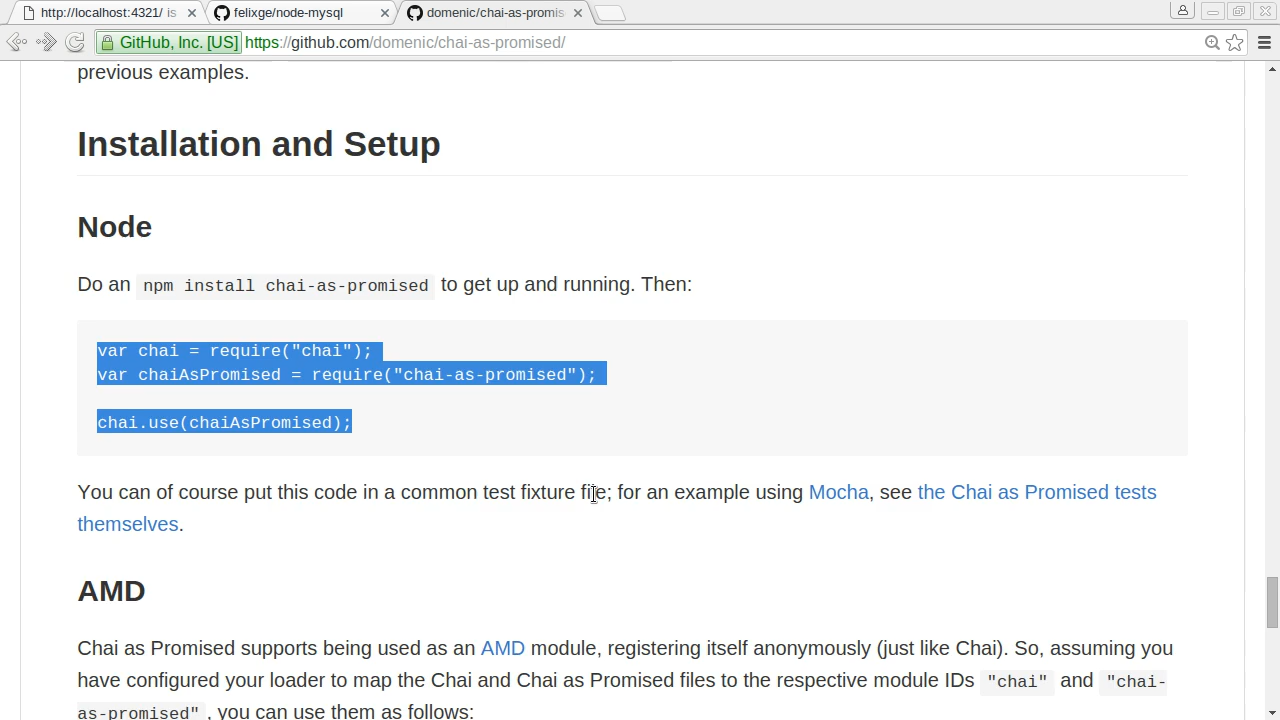 http://localhost:4321/ is
felixge/node-mysql
domenic/chai-as-promis
GitHub, Inc. [US] https://github.com/domenic/chai-as-promised/
previous examples.
Installation and Setup
Node
Do an npm install chai-as-promised to get up and running. Then:
var chai = require("chai");
var chaiAsPromised = require("chai-as-promised");
chai.use(chaiAsPromised);
You can of course put this code in a common test fixture file; for an example using Mocha, see the Chai as Promised tests
themselves.
AMD
Chai as Promised supports being used as an AMD module, registering itself anonymously (just like Chai). So, assuming you
have configured your loader to map the Chai and Chai as Promised files to the respective module IDs "chai" and "chai-
as-promised", you can use them as follows: